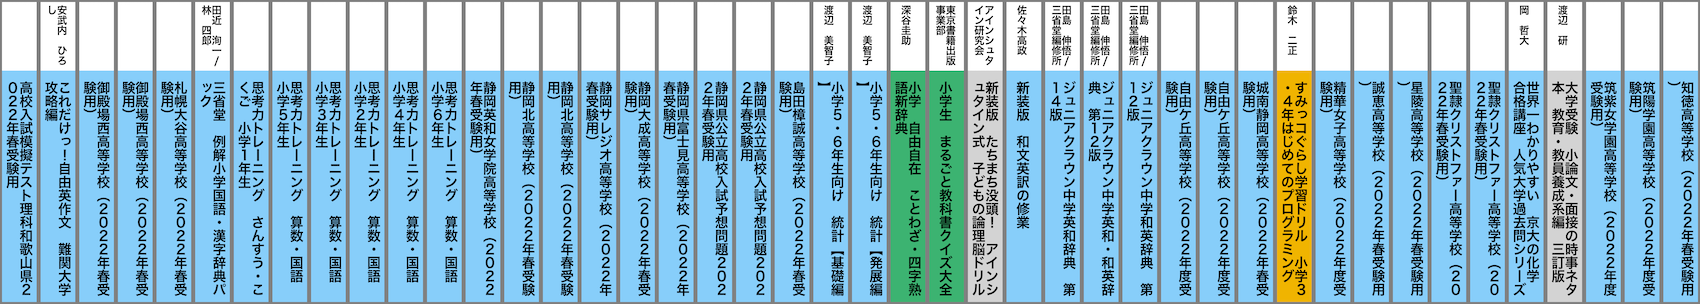 知徳高等学校 （２０２２年春受験
用）
筑陽学園高等学校 （２０２２年春受
験用）
筑紫女学園高等学校 （２０２２年度
受験用）
渡辺 研
大学受験 小論文・面接の時事ネタ
本 教育・教員養成系編 三訂版
岡 哲大
世界一わかりやすい 京大の化学
合格講座 人気大学過去問シリーズ
聖隷クリストファー高等学校 （２０
２２年春受験用）
聖隷クリストファー高等学校 （２０
２２年春受験用）
星陵高等学校 （２０２２年春受験用
）
誠恵高等学校 （２０２２年春受験用
）
精華女子高等学校 （２０２２年度受
験用）
鈴木 二正
すみっコぐらし学習ドリル 小学３
・４年はじめてのプログラミング
城南静岡高等学校 （２０２２年春受
験用）
自由ケ丘高等学校 （２０２２年度受
験用）
自由ケ丘高等学校 （２０２２年度受
験用）
田島 伸悟/
三省堂編修所
ジュニアクラウン中学和英辞典 第
１２版
田島 伸悟/
三省堂編修所
ジュニアクラウン中学英和・和英辞
典 第１２版
田島 伸悟/
三省堂編修所
ジュニアクラウン中学英和辞典 第
１４版
佐々木高政
新装版 和文英訳の修業
アインシュタ
イン研究会
新装版 たちまち没頭！ アインシ
ュタイン式 子どもの論理脳ドリル
東京書籍出版
事業部
小学生 まるごと教科書クイズ大全
深谷圭助
小学 自由自在 ことわざ・四字熟
語新辞典
渡辺 美智子
小学５・６年生向け 統計【発展編
】
渡辺 美智子
小学５・６年生向け 統計【基礎編
】
島田樟誠高等学校 （２０２２年春受
験用）
静岡県公立高校入試予想問題２０２
２年春受験用
静岡県公立高校入試予想問題２０２
２年春受験用
静岡県富士見高等学校 （２０２２年
春受験用）
静岡大成高等学校 （２０２２年春受
験用）
静岡サレジオ高等学校 （２０２２年
春受験用）
静岡北高等学校 （２０２２年春受験
用）
静岡北高等学校 （２０２２年春受験
用）
静岡英和女学院高等学校 （２０２２
年春受験用）
思考力トレーニング 算数・国語
小学６年生
思考力トレーニング 算数・国語
小学４年生
思考力トレーニング 算数・国語
小学２年生
思考力トレーニング 算数・国語
小学３年生
思考力トレーニング 算数・国語
小学５年生
思考力トレーニング さんすう・こ
くご 小学１年生
田近 洵一/
林 四郎
三省堂 例解小学国語・漢字辞典パ
ック
札幌大谷高等学校 （２０２２年春受
験用）
御殿場西高等学校 （２０２２年春受
験用）
御殿場西高等学校 （２０２２年春受
験用）
安武内 ひろ
し
これだけっ！自由英作文 難関大学
攻略編
高校入試模擬テスト理科和歌山県２
０２２年春受験用